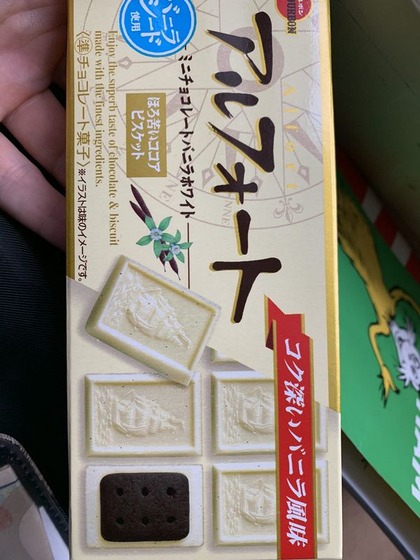 アルフォート
ミニチョコレートバニラホワイト
ほろ苦いココア
ビスケット
バニラ
シード
使用
Enjoy the superb taste of chocolate & biscuit
made with the finest ingredients.
〈準チョコレート菓子〉※イラストは味のイメージです。
コク深いバニラ風味